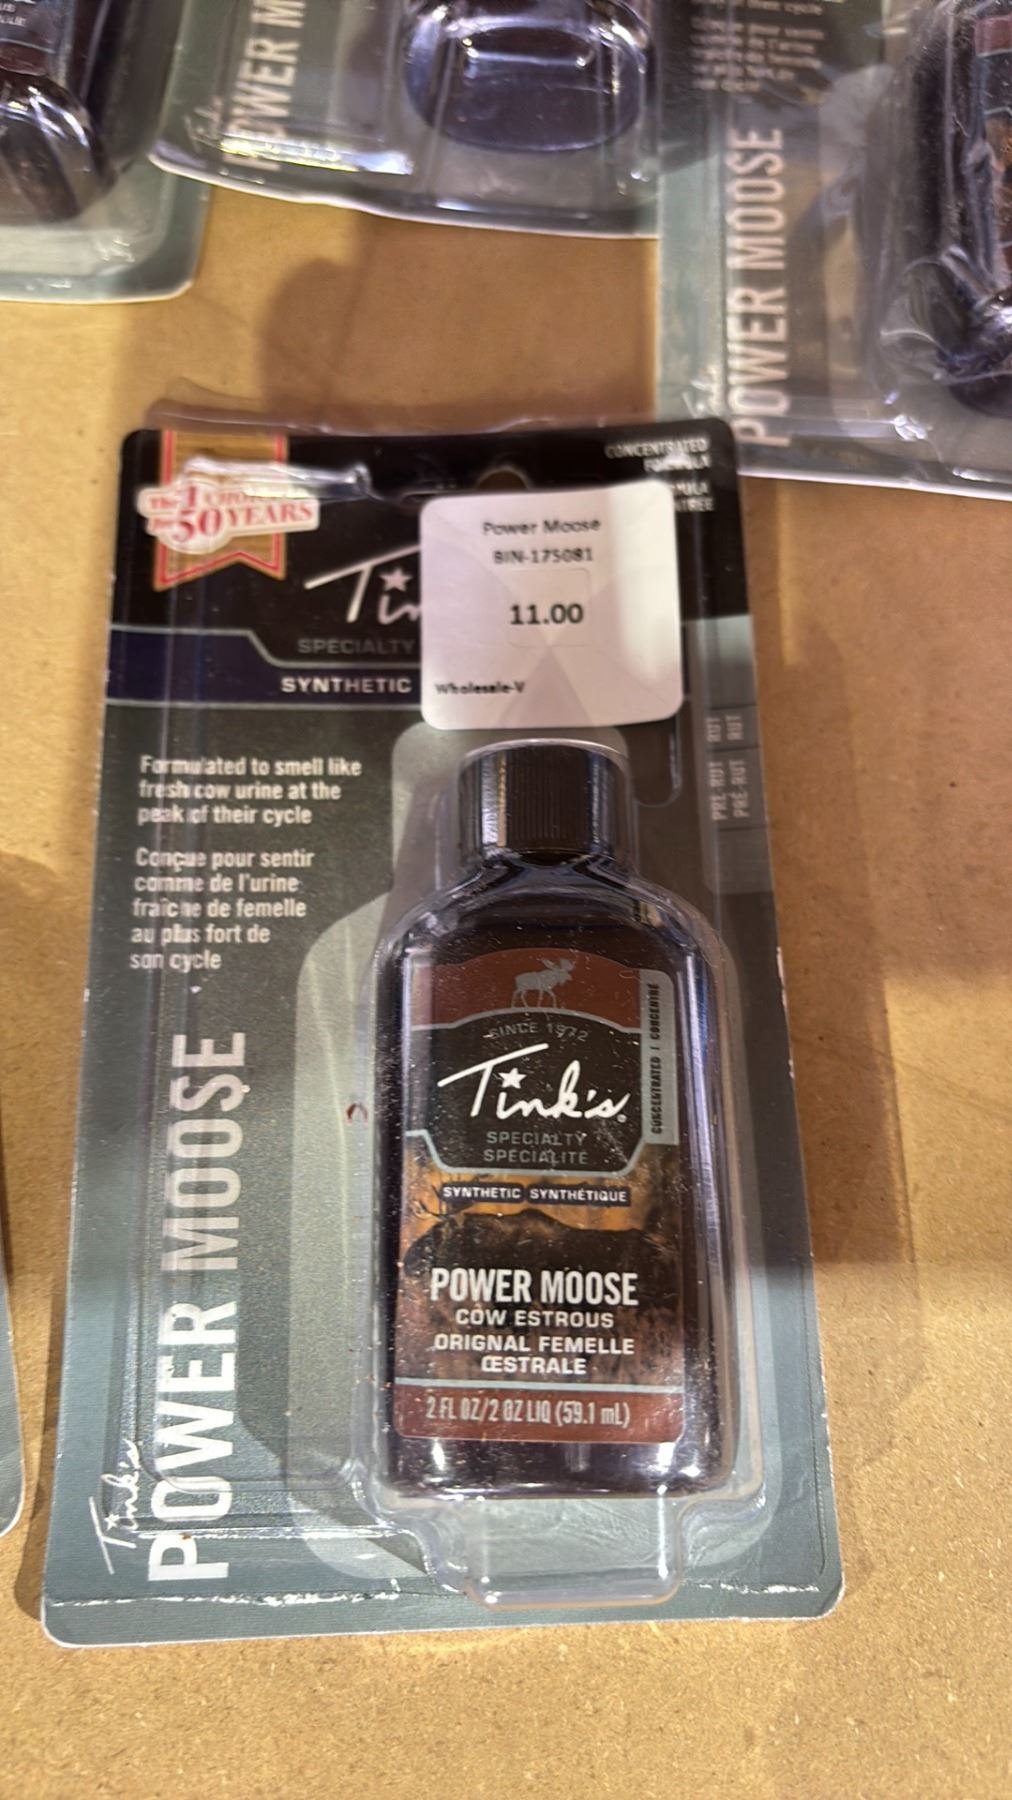 POWER M
POWER MOOSE
CONCENTRATED
FORMULA
The #1 CHOICE
for 50 YEARS
Power Moose
BIN-175081
11.00
Wholesale-V
SPECIALTY
SYNTHETIC
Formulated to smell like
fresh cow urine at the
peak of their cycle
Conçue pour sentir
comme de l'urine
fraîche de femelle
au plus fort de
son cycle
PRE-RUT RUT
PRÉ-RUT RUT
Tink's
POWER MOOSE
SINCE 1972
Tink's
SPECIALTY
SPECIALITÉ
CONCENTRATED | CONCENTRÉ
SYNTHETIC SYNTHÉTIQUE
POWER MOOSE
COW ESTROUS
ORIGNAL FEMELLE
ŒSTRALE
2 FL OZ/2 OZ LIQ (59.1 mL)